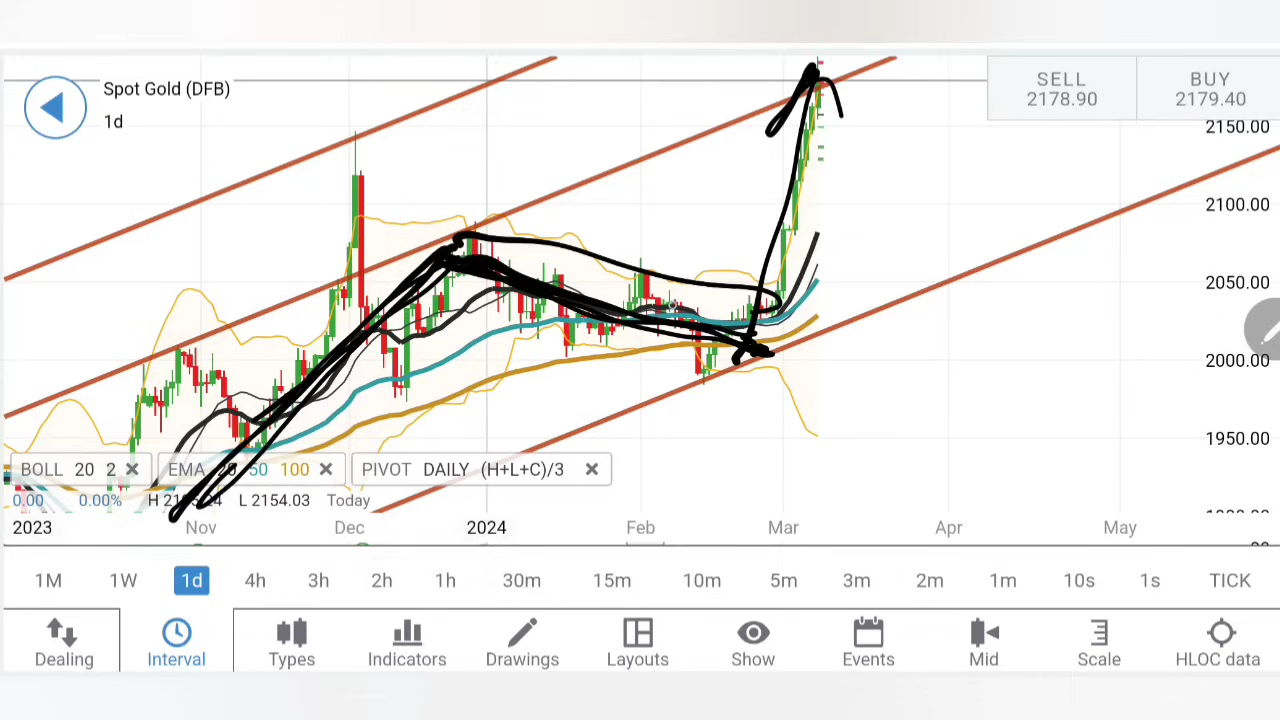 Spot Gold (DFB)
1d
SELL
2178.90
BUY
2179.40
2150.00
2100.00
2050.00
2000.00
1950.00
BOLL 20 2
EMA 50 100
PIVOT DAILY (H+L+C)/3
0.00 0.00% H L 2154.03 Today
2023 Nov Dec 2024 Feb Mar Apr May
1M 1W 1d 4h 3h 2h 1h 30m 15m 10m 5m 3m 2m 1m 10s 1s TICK
Dealing Interval Types Indicators Drawings Layouts Show Events Mid Scale HLOC data